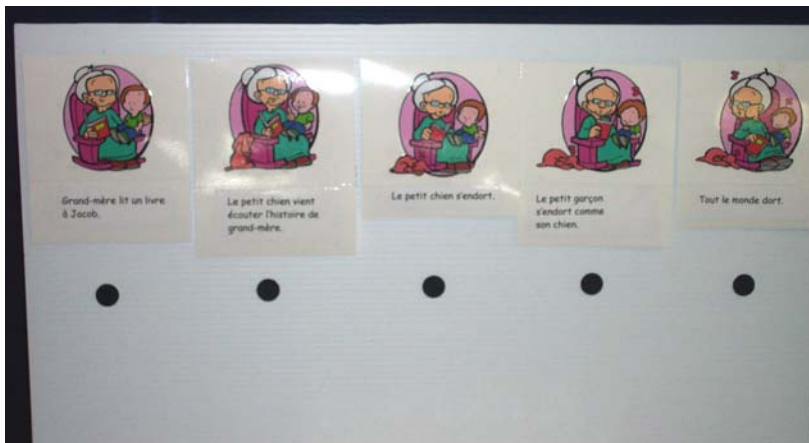 Grand-mère lit un livre
à Jacob.
Le petit chien vient
écouter l'histoire de
grand-mère.
Le petit chien s'endort.
Le petit garçon
s'endort comme
son chien.
Tout le monde dort.